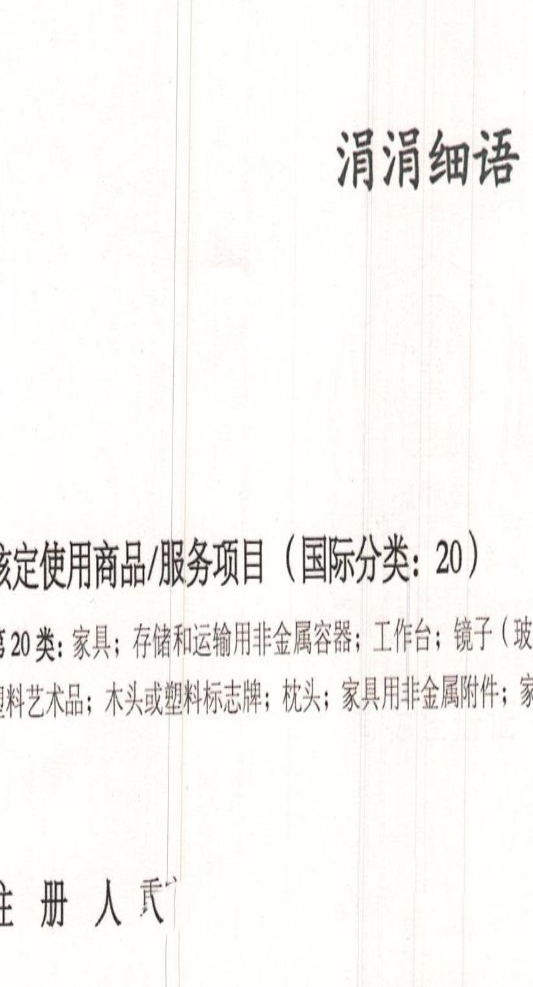 涓涓细语
核定使用商品/服务项目（国际分类：20）
第20类：家具；存储和运输用非金属容器；工作台；镜子（玻
塑料艺术品；木头或塑料标志牌；枕头；家具用非金属附件；家
注 册 人